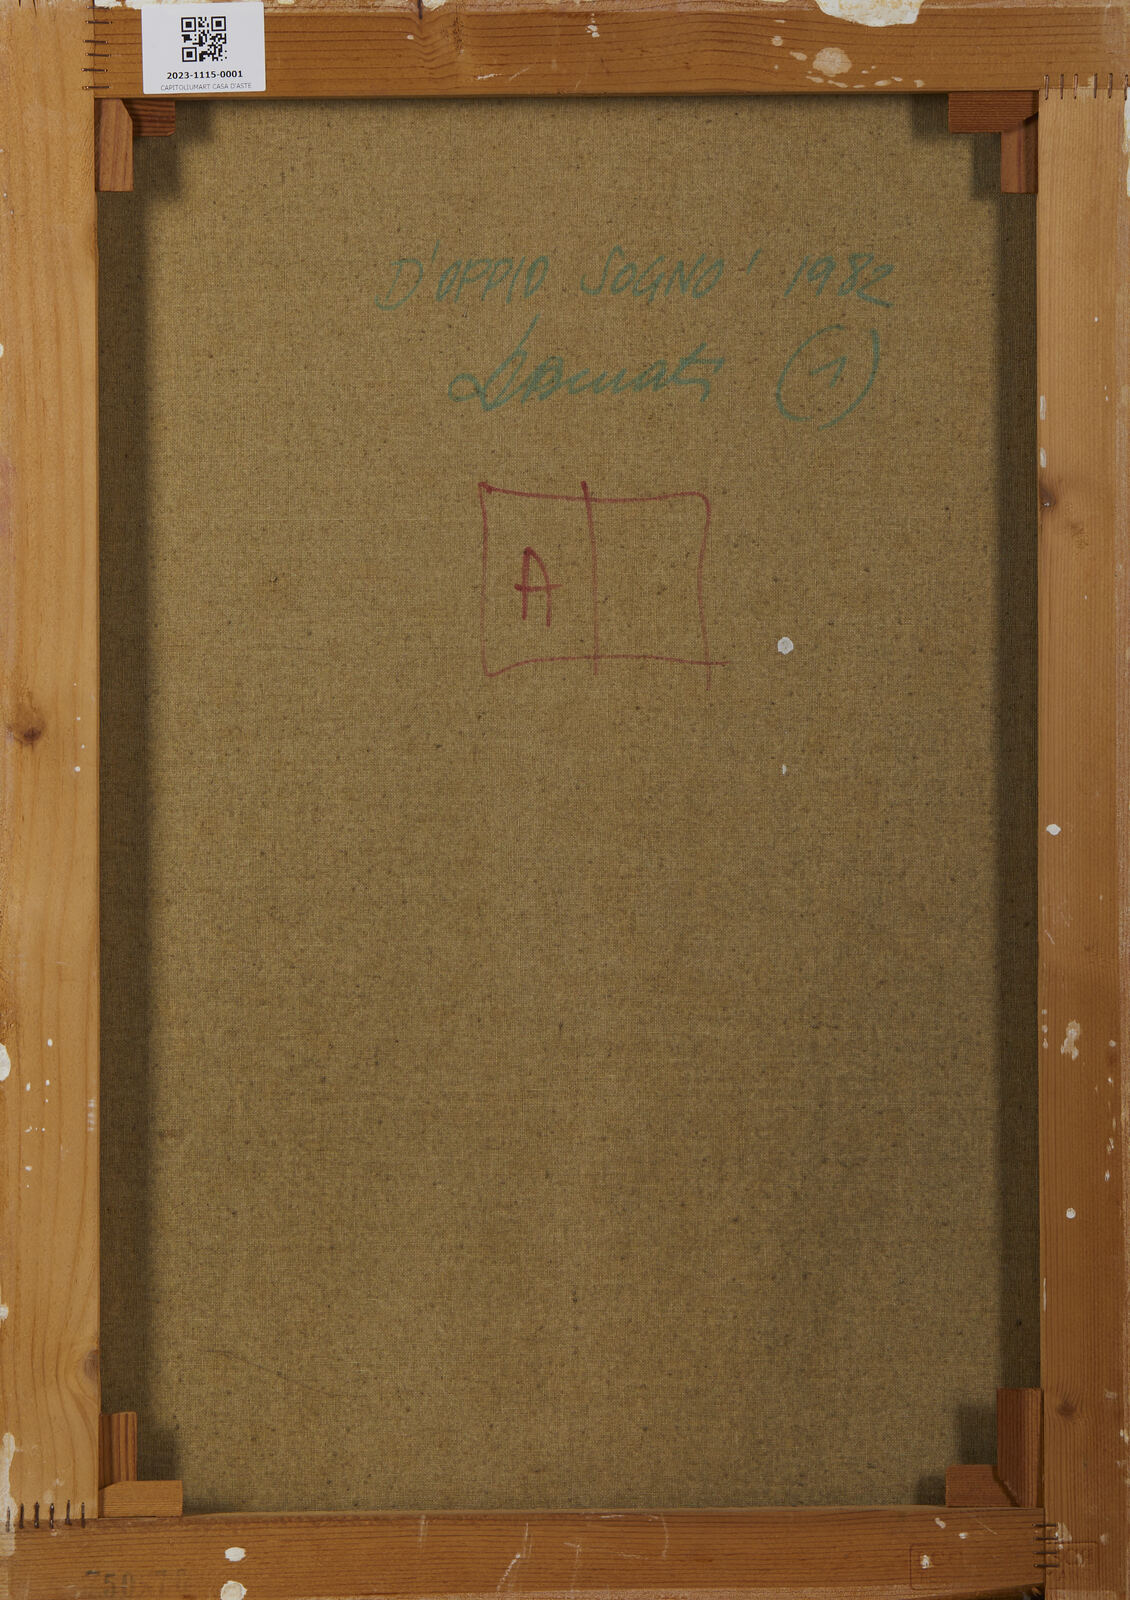 2023-1115-0001
CAPITOLIUMART CASA D'ASTE
D'OPPIO SOGNO' 1982
1
A